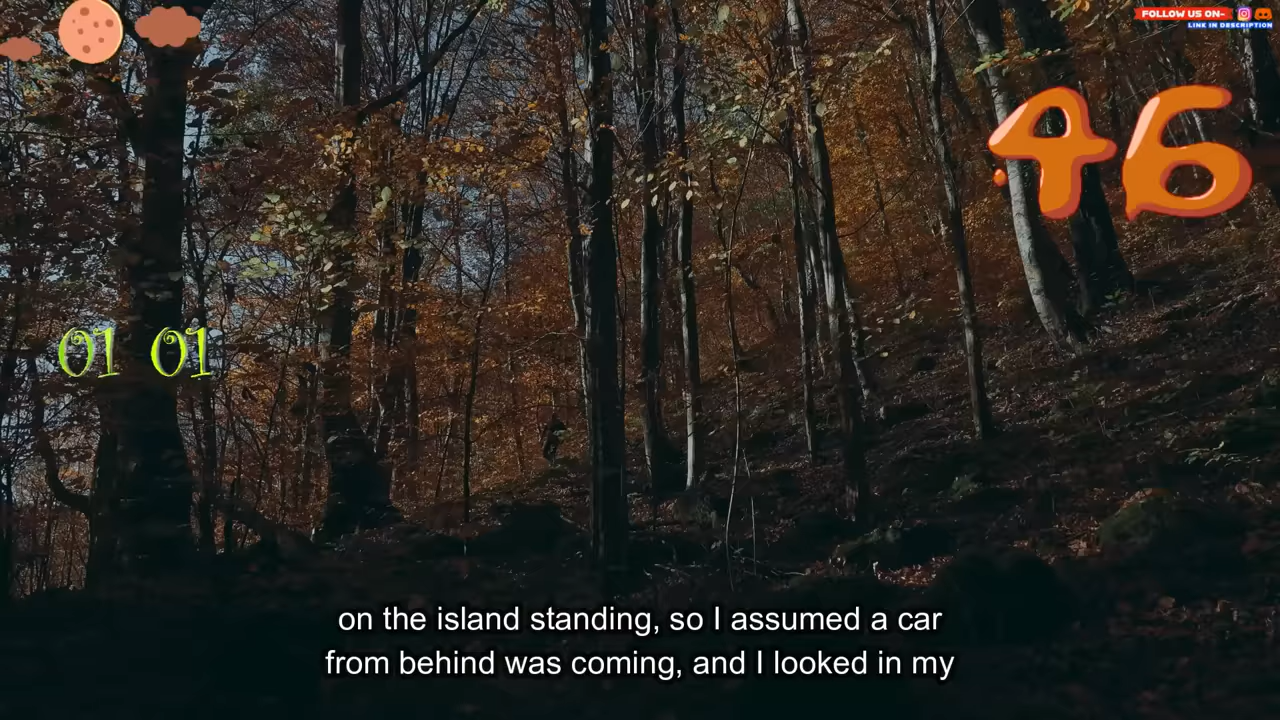 FOLLOW US ON~
LINK IN DESCRIPTION
46
01 01
on the island standing, so I assumed a car
from behind was coming, and I looked in my